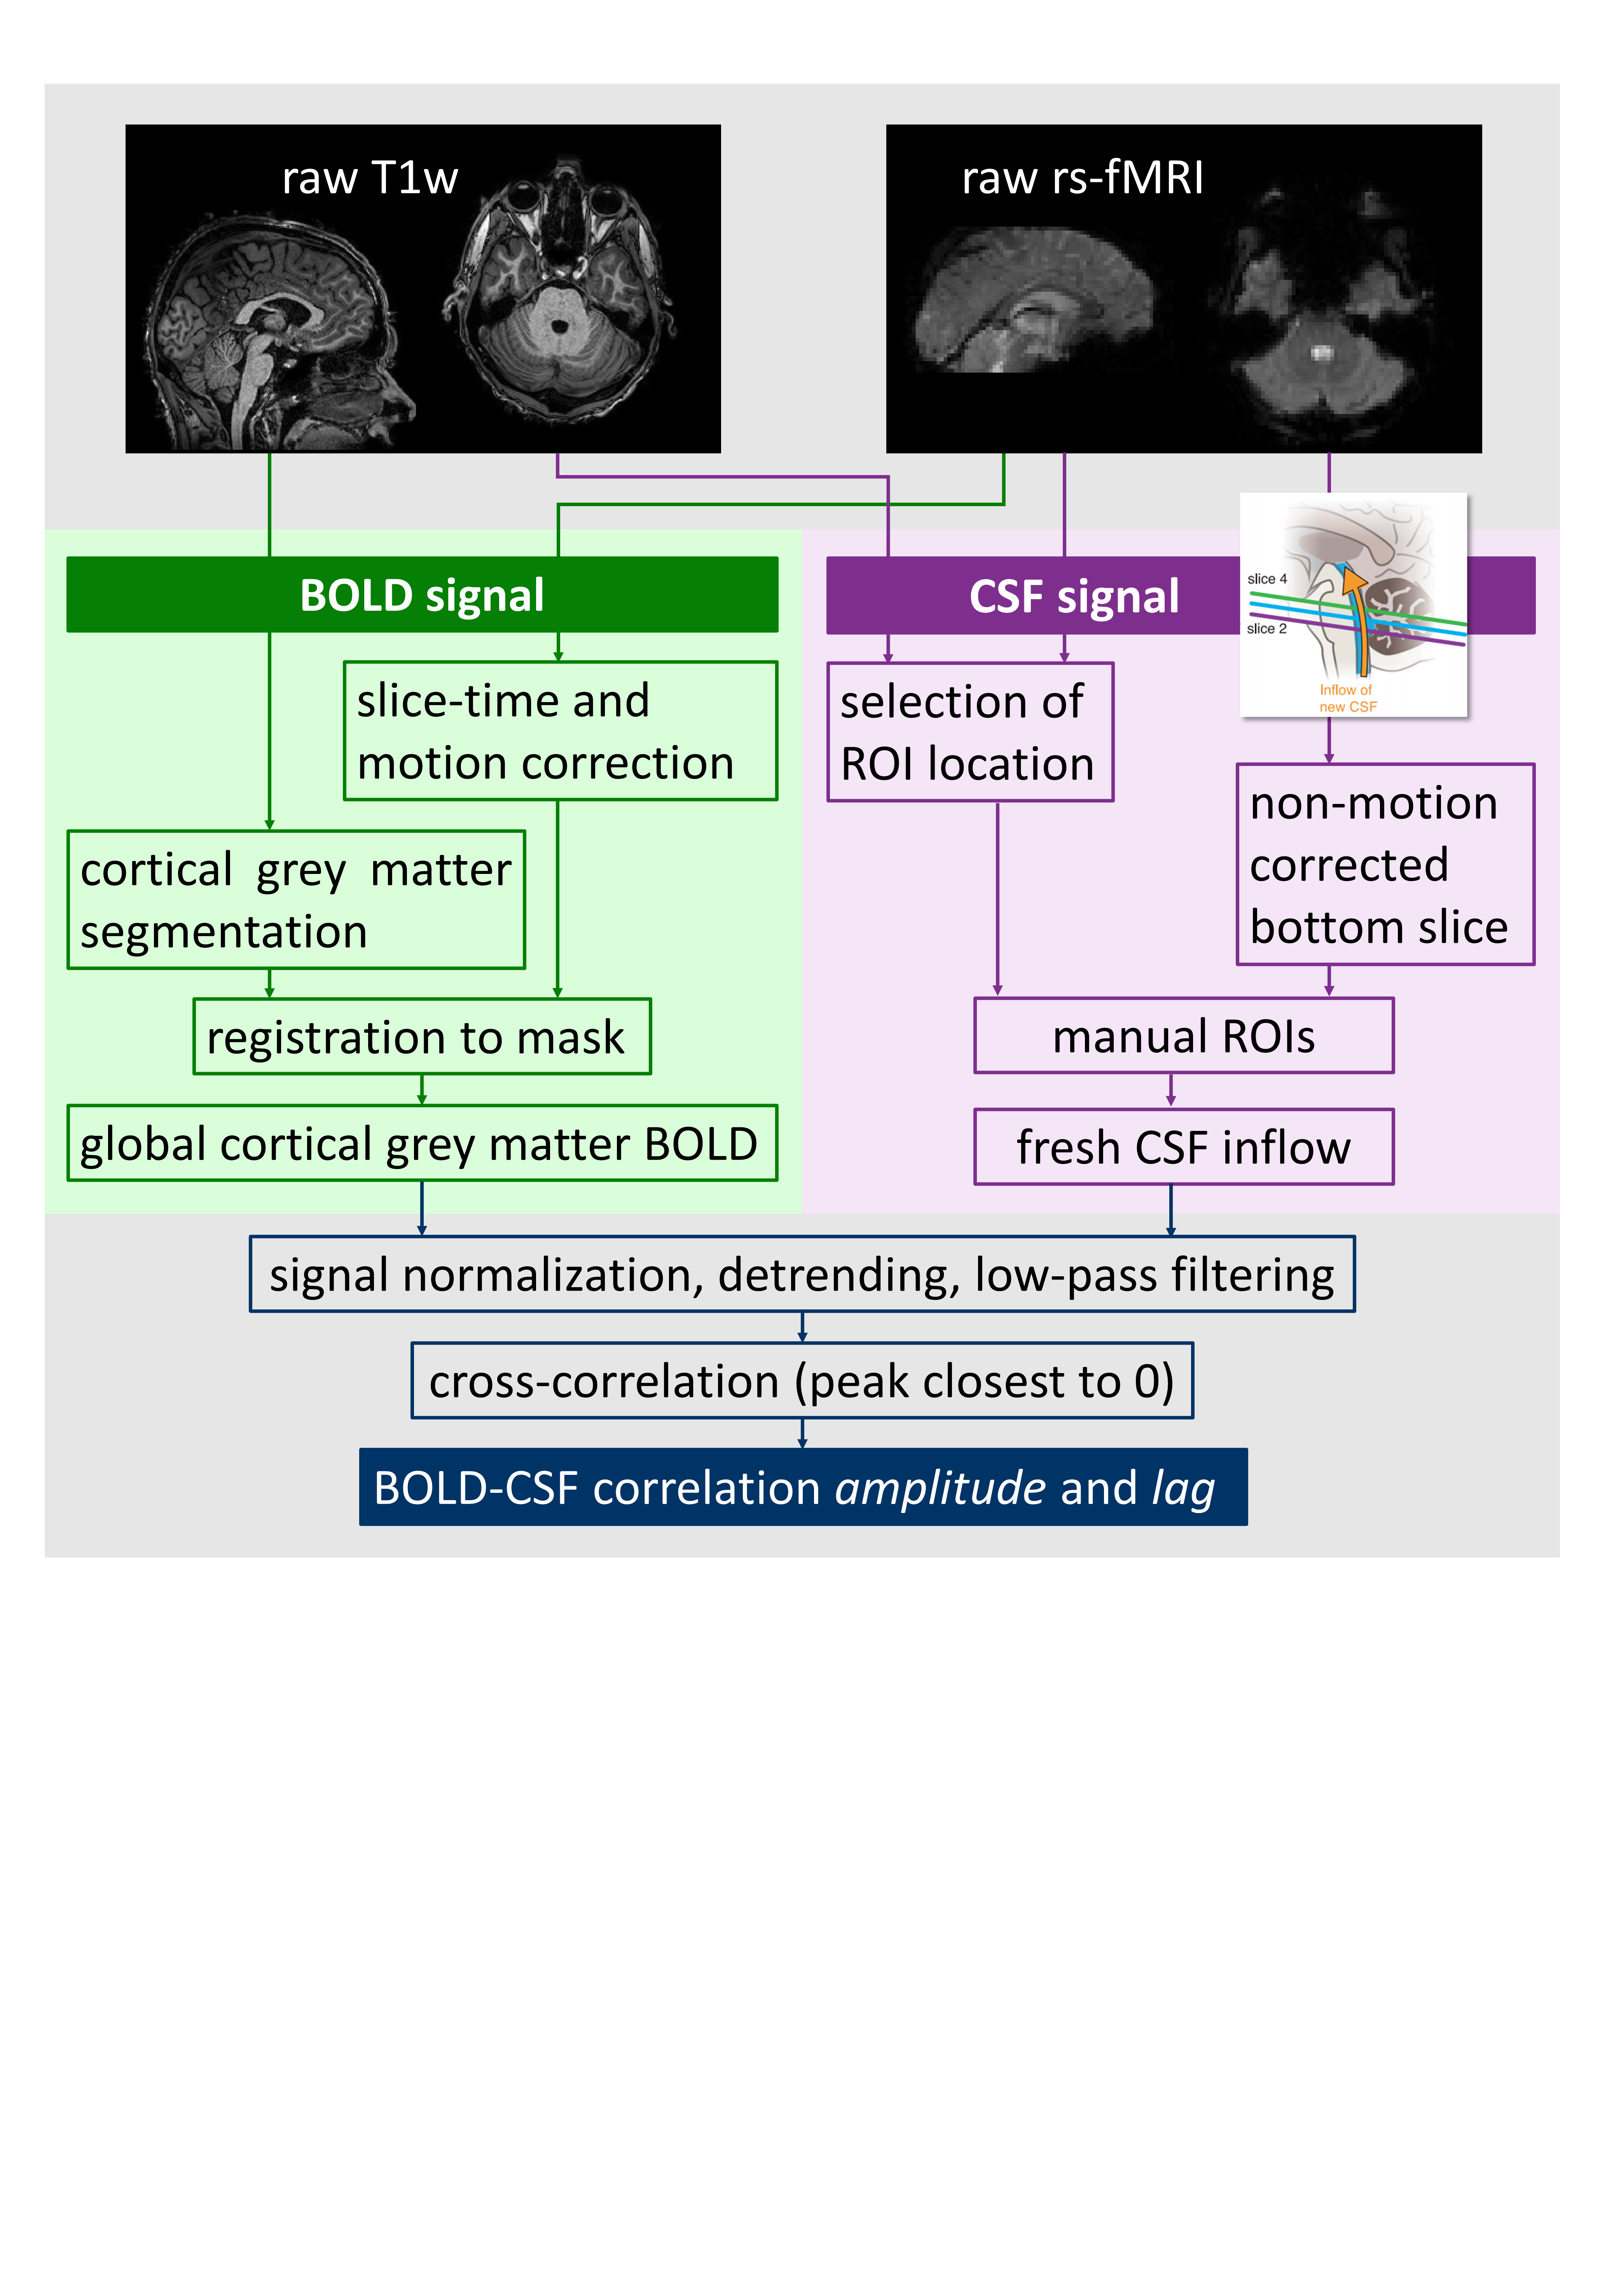 raw T1w
raw rs-fMRI
BOLD signal
CSF signal
slice 4
slice 2
Inflow of
new CSF
slice-time and
motion correction
selection of
ROI location
cortical grey matter
segmentation
non-motion
corrected
bottom slice
registration to mask
manual ROIs
global cortical grey matter BOLD
fresh CSF inflow
signal normalization, detrending, low-pass filtering
cross-correlation (peak closest to 0)
BOLD-CSF correlation amplitude and lag